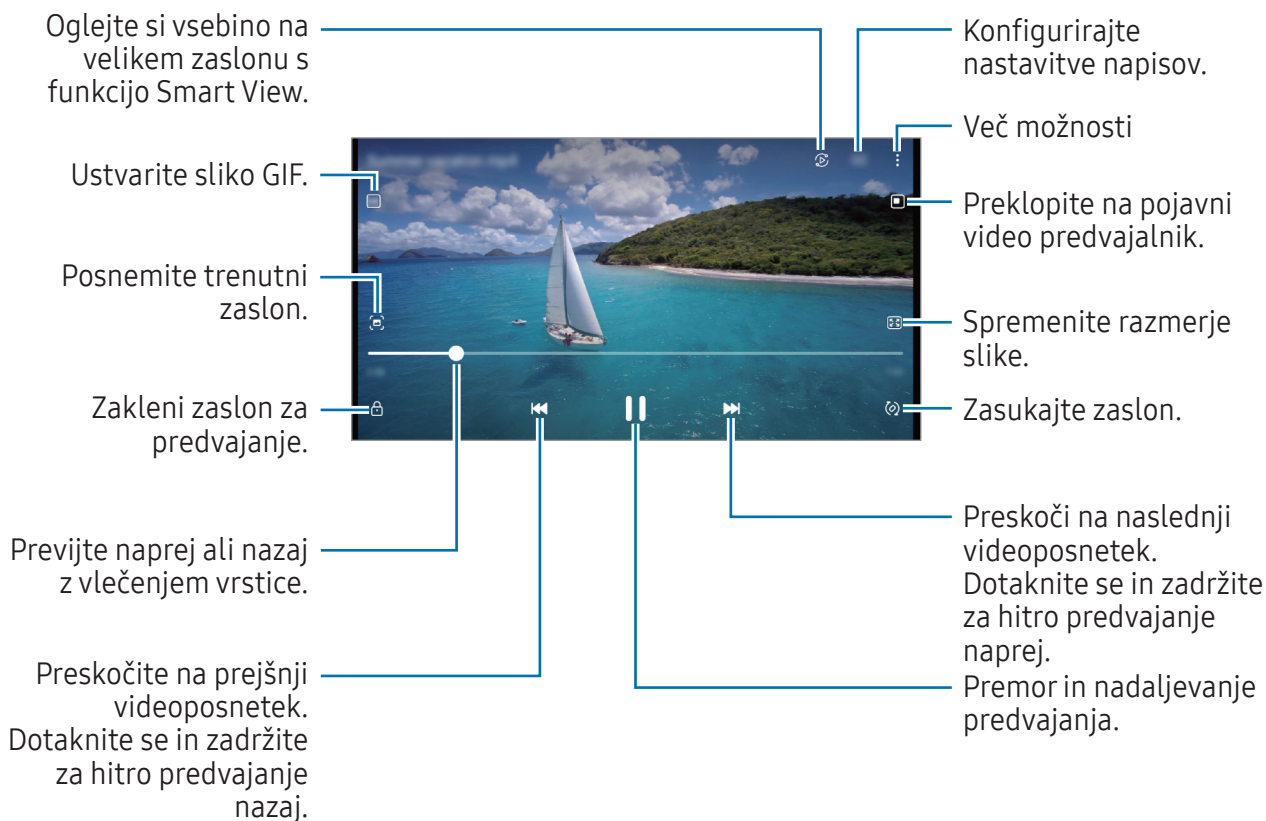 Oglejte si vsebino na
velikem zaslonu s
funkcijo Smart View.
Ustvarite sliko GIF.
Posnemite trenutni
zaslon.
Zakleni zaslon za
predvajanje.
Previjte naprej ali nazaj
z vlečenjem vrstice.
Preskočite na prejšnji
videoposnetek.
Dotaknite se in zadržite
za hitro predvajanje
nazaj.
Konfigurirajte
nastavitve napisov.
Več možnosti
Preklopite na pojavni
video predvajalnik.
Spremenite razmerje
slike.
Zasukajte zaslon.
Preskoči na naslednji
videoposnetek.
Dotaknite se in zadržite
za hitro predvajanje
naprej.
Premor in nadaljevanje
predvajanja.